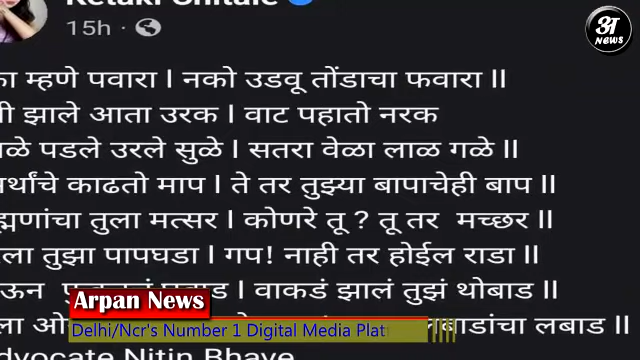 Ketaki Chitale
15h
अ
NEWS
म्हणे पवारा | नको उडवू तोंडाचा फवारा ||
झाले आता उरक | वाट पहातो नरक
पडले उरले सुळे | सतरा वेळा लाळ गळे ||
काढतो माप | ते तर तुझ्या बापाचेही बाप ||
तुला मत्सर | कोणरे तू ? तू तर मच्छर ||
तुझा पापघडा | गप! नाही तर होईल राडा ||
| वाकडं झालं तुझं थोबाड ||
लबाड ||
Arpan News
Delhi/Ncr's Number 1 Digital Media Plat
Nitin Bhave